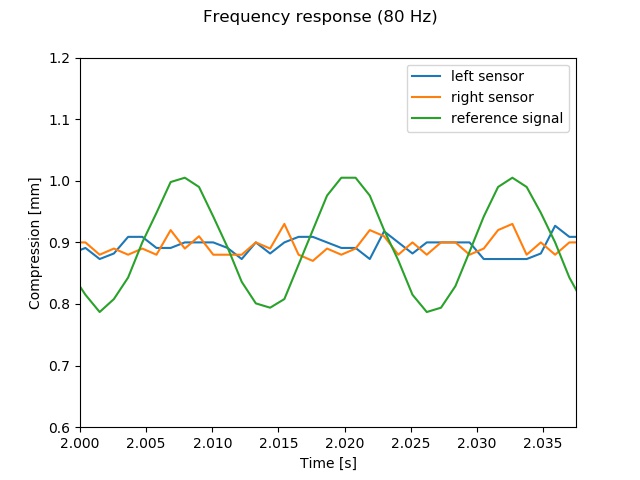 Frequency response (80 Hz)
left sensor
right sensor
reference signal
Compression [mm]
1.2
1.1
1.0
0.9
0.8
0.7
0.6
2.000 2.005 2.010 2.015 2.020 2.025 2.030 2.035
Time [s]